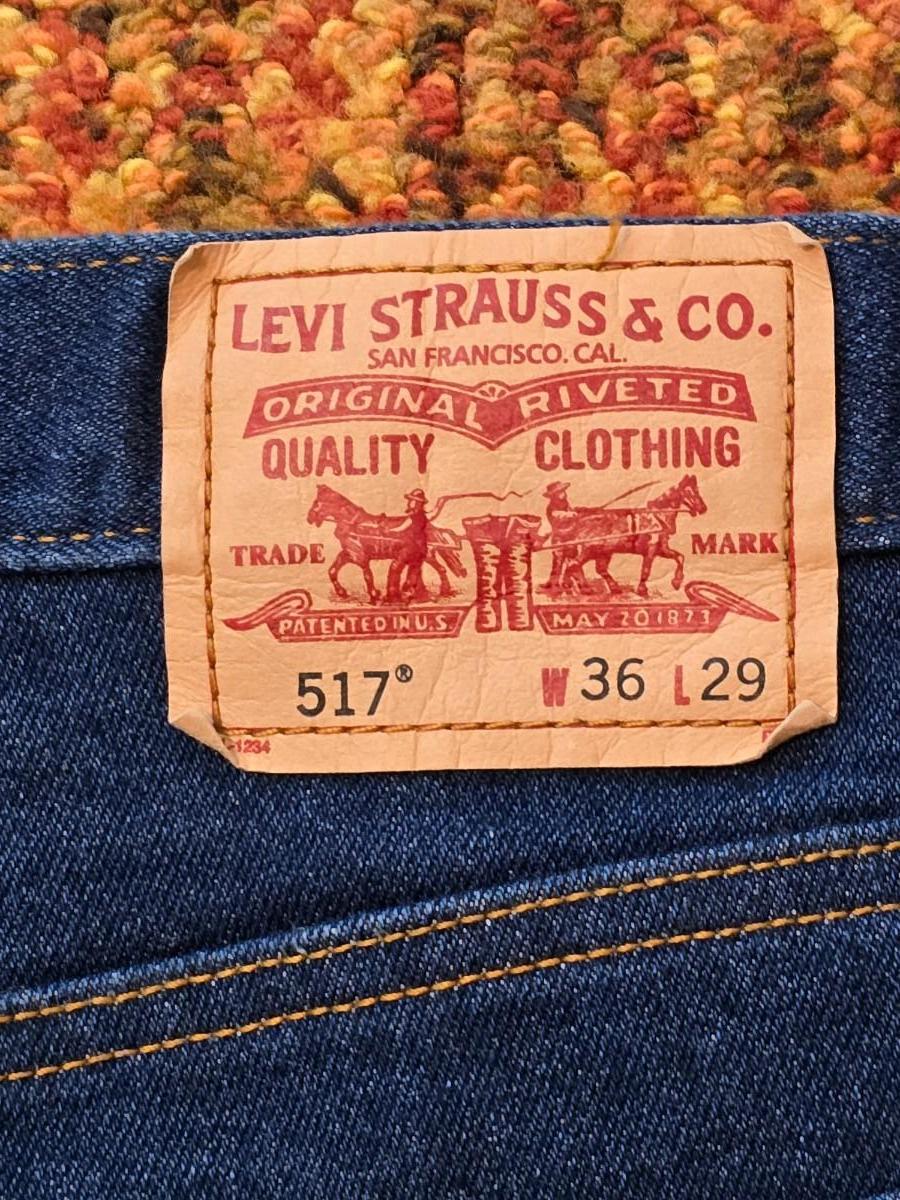 LEVI STRAUSS & CO.
SAN FRANCISCO. CAL.
ORIGINAL RIVETED
QUALITY CLOTHING
TRADE MARK
PATENTED IN U.S. MAY 20 1873
517® W 36 L 29
-1234